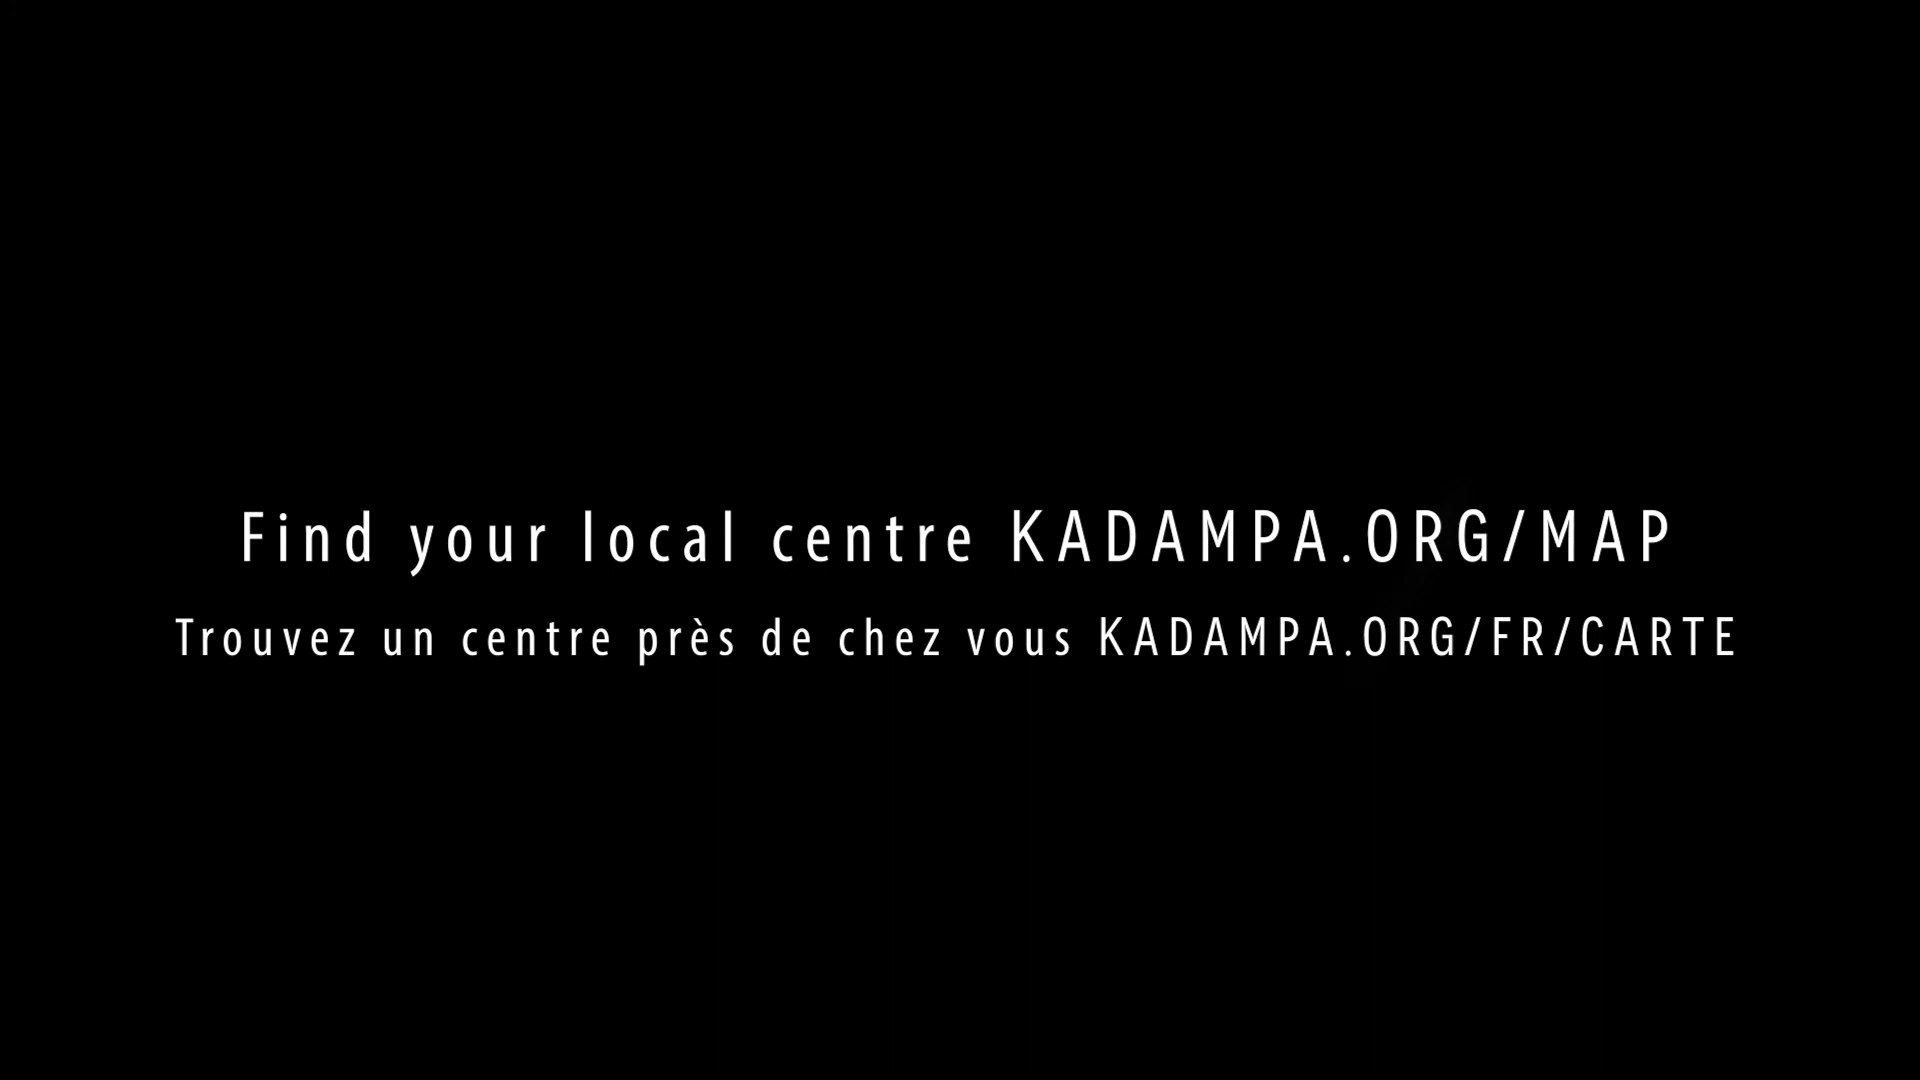 Find your local centre KADAMPA.ORG/MAP
Trouvez un centre près de chez vous KADAMPA.ORG/FR/CARTE